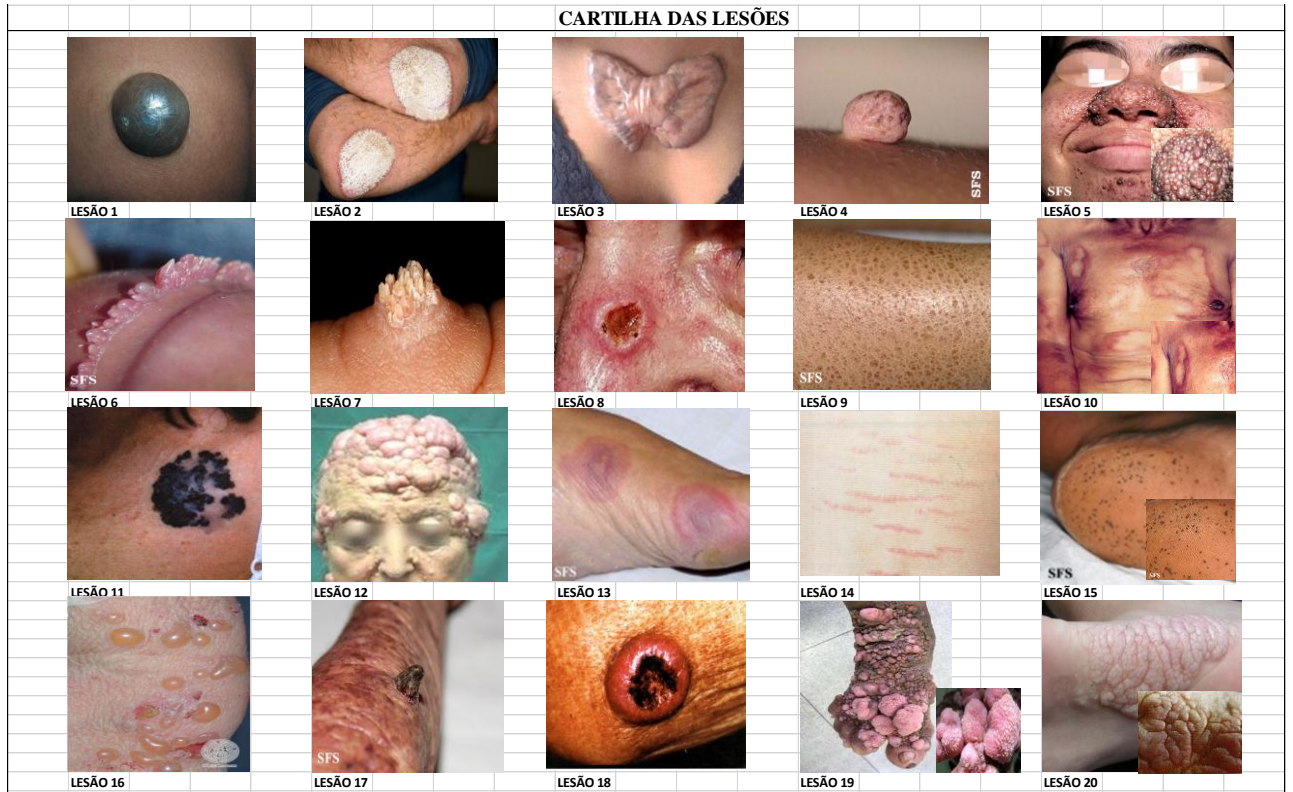 CARTILHA DAS LESÕES
SFS
SFS
LESÃO 1
LESÃO 2
LESÃO 3
LESÃO 4
LESÃO 5
SFS
SFS
LESÃO 6
LESÃO 7
LESÃO 8
LESÃO 9
LESÃO 10
SFS
SFS
SFS
LESÃO 11
LESÃO 12
LESÃO 13
LESÃO 14
LESÃO 15
SFS
LESÃO 16
LESÃO 17
LESÃO 18
LESÃO 19
LESÃO 20